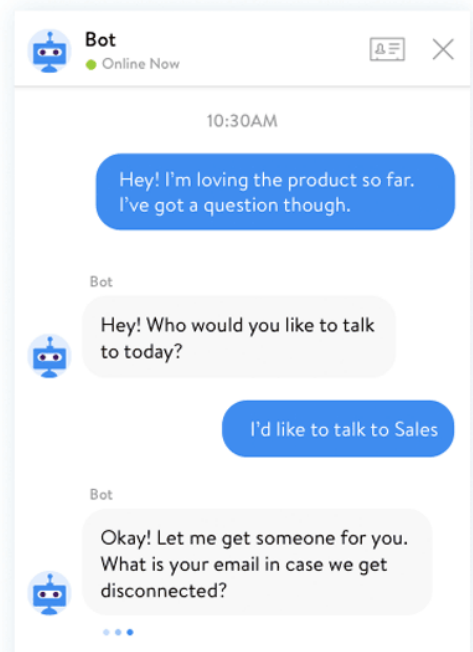 Bot
Online Now
10:30AM
Hey! I'm loving the product so far.
I've got a question though.
Bot
Hey! Who would you like to talk
to today?
I'd like to talk to Sales
Bot
Okay! Let me get someone for you.
What is your email in case we get
disconnected?